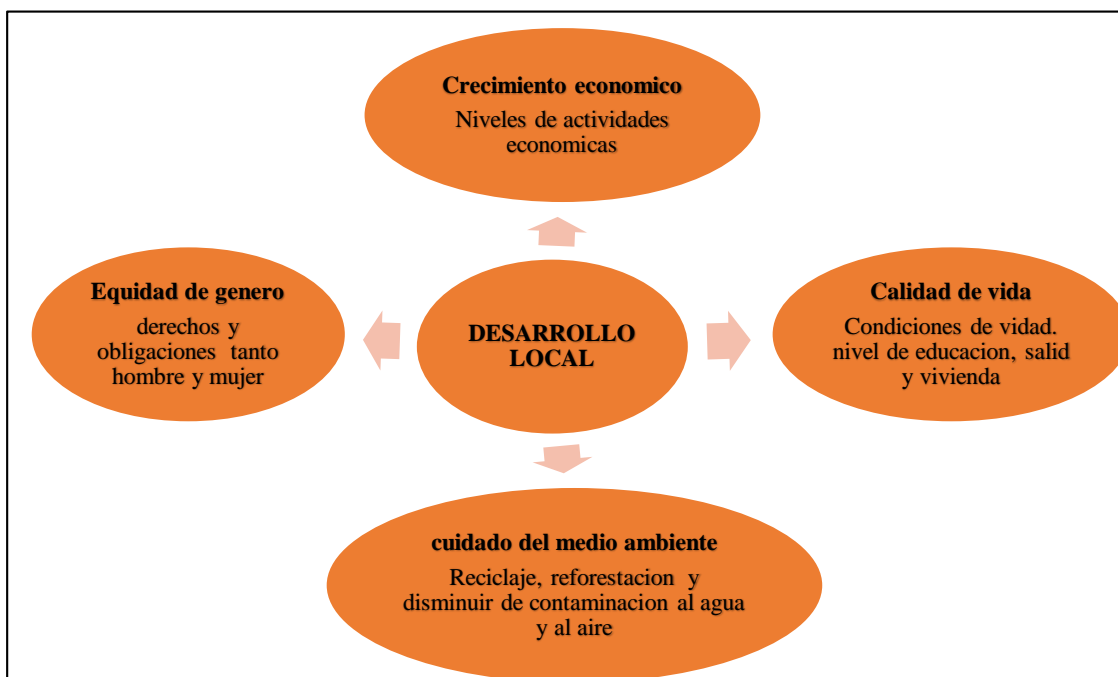 Crecimiento economico
Niveles de actividades
economicas
Equidad de genero
derechos y
obligaciones tanto
hombre y mujer
DESARROLLO
LOCAL
Calidad de vida
Condiciones de vidad.
nivel de educacion, salid
y vivienda
cuidado del medio ambiente
Reciclaje, reforestacion y
disminuir de contaminacion al agua
y al aire